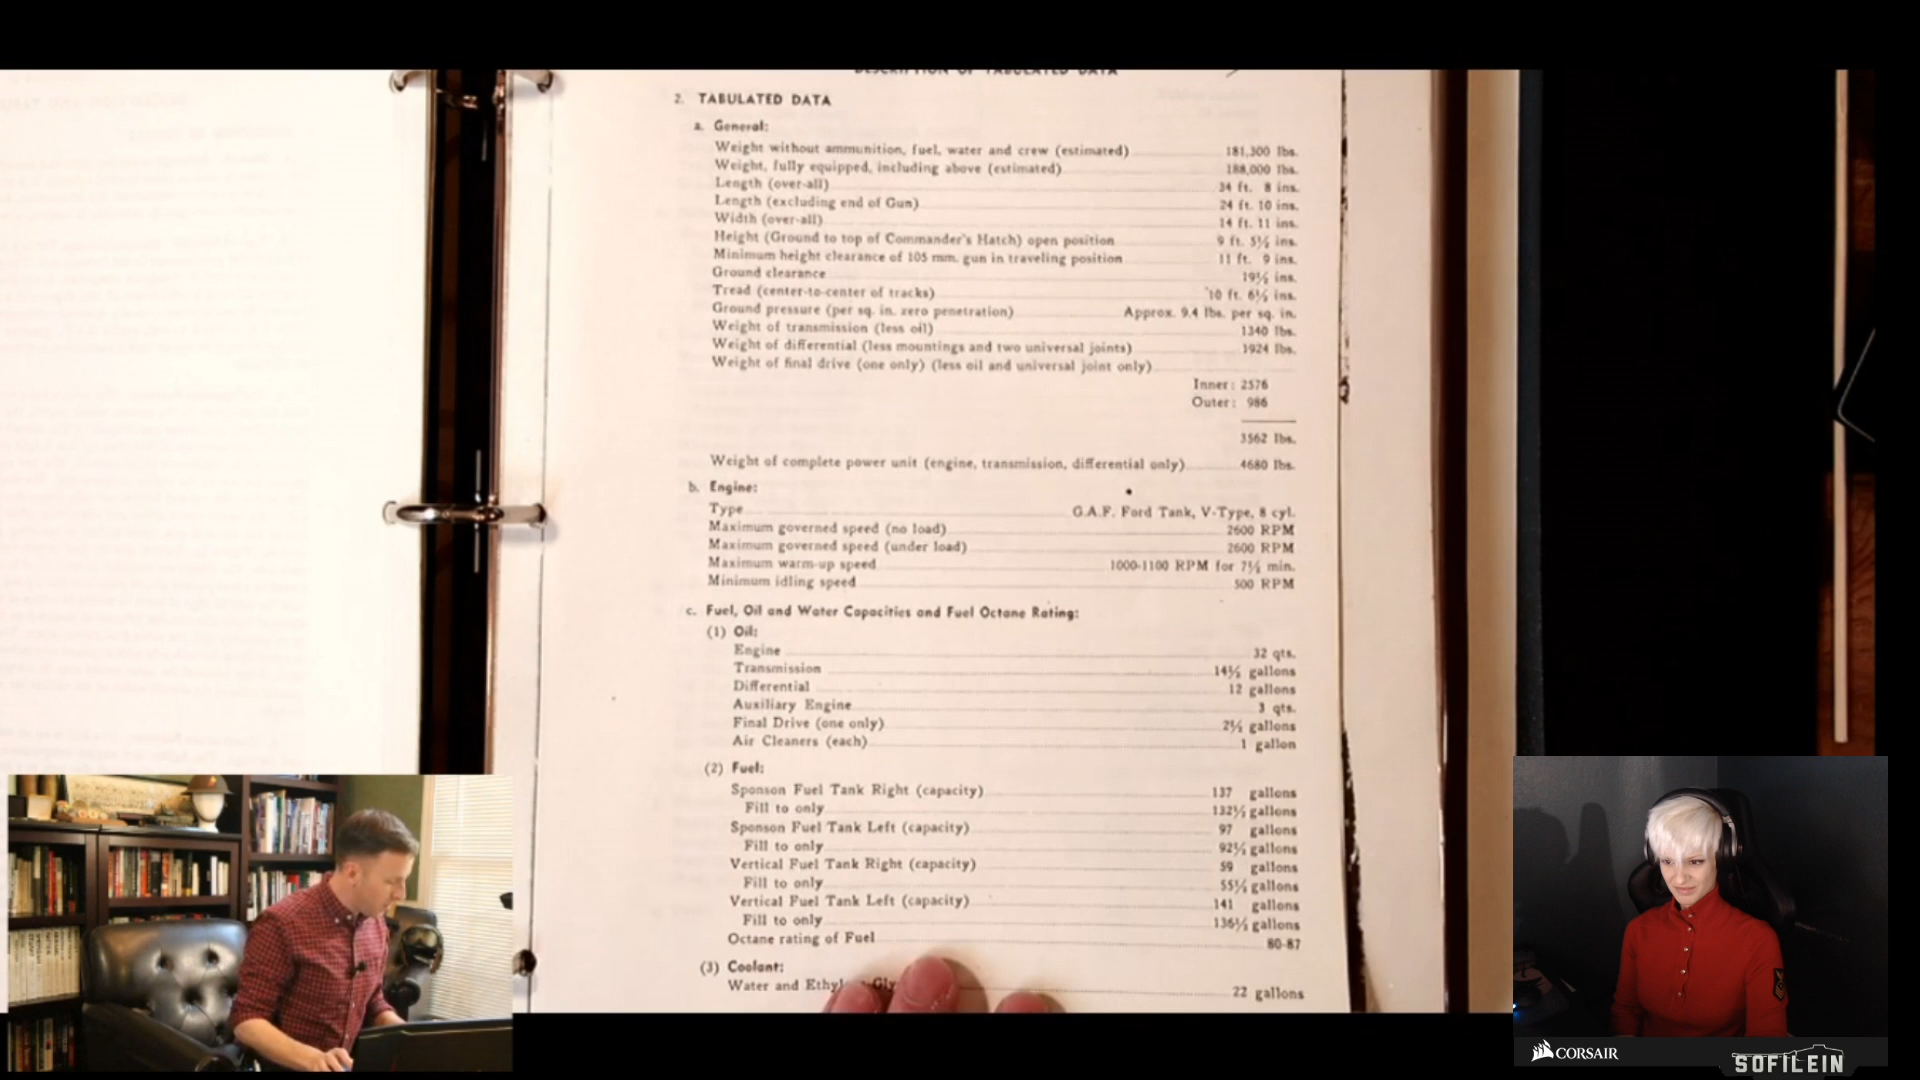 DESCRIPTION OF TABULATED DATA
2. TABULATED DATA
a. General:
Weight without ammunition, fuel, water and crew (estimated) 181,300 lbs.
Weight, fully equipped, including above (estimated) 188,000 lbs.
Length (over-all) 34 ft. 8 ins.
Length (excluding end of Gun) 24 ft. 10 ins.
Width (over-all) 14 ft. 11 ins.
Height (Ground to top of Commander's Hatch) open position 9 ft. 5½ ins.
Minimum height clearance of 105 mm. gun in traveling position 11 ft. 9 ins.
Ground clearance 19½ ins.
Tread (center-to-center of tracks) 10 ft. 6½ ins.
Ground pressure (per sq. in. zero penetration) Approx. 9.4 lbs. per sq. in.
Weight of transmission (less oil) 1340 lbs.
Weight of differential (less mountings and two universal joints) 1924 lbs.
Weight of final drive (one only) (less oil and universal joint only)
Inner: 2576
Outer: 986
3562 lbs.
Weight of complete power unit (engine, transmission, differential only) 4680 lbs.
b. Engine:
Type G.A.F. Ford Tank, V-Type, 8 cyl.
Maximum governed speed (no load) 2600 RPM
Maximum governed speed (under load) 2600 RPM
Maximum warm-up speed 1000-1100 RPM for 7½ min.
Minimum idling speed 500 RPM
c. Fuel, Oil and Water Capacities and Fuel Octane Rating:
(1) Oil:
Engine 32 qts.
Transmission 14½ gallons
Differential 12 gallons
Auxiliary Engine 3 qts.
Final Drive (one only) 2½ gallons
Air Cleaners (each) 1 gallon
(2) Fuel:
Sponson Fuel Tank Right (capacity) 137 gallons
Fill to only 132½ gallons
Sponson Fuel Tank Left (capacity) 97 gallons
Fill to only 92½ gallons
Vertical Fuel Tank Right (capacity) 59 gallons
Fill to only 55½ gallons
Vertical Fuel Tank Left (capacity) 141 gallons
Fill to only 136½ gallons
Octane rating of Fuel 80-87
(3) Coolant:
Water and 22 gallons
CORSAIR
SOFILEIN